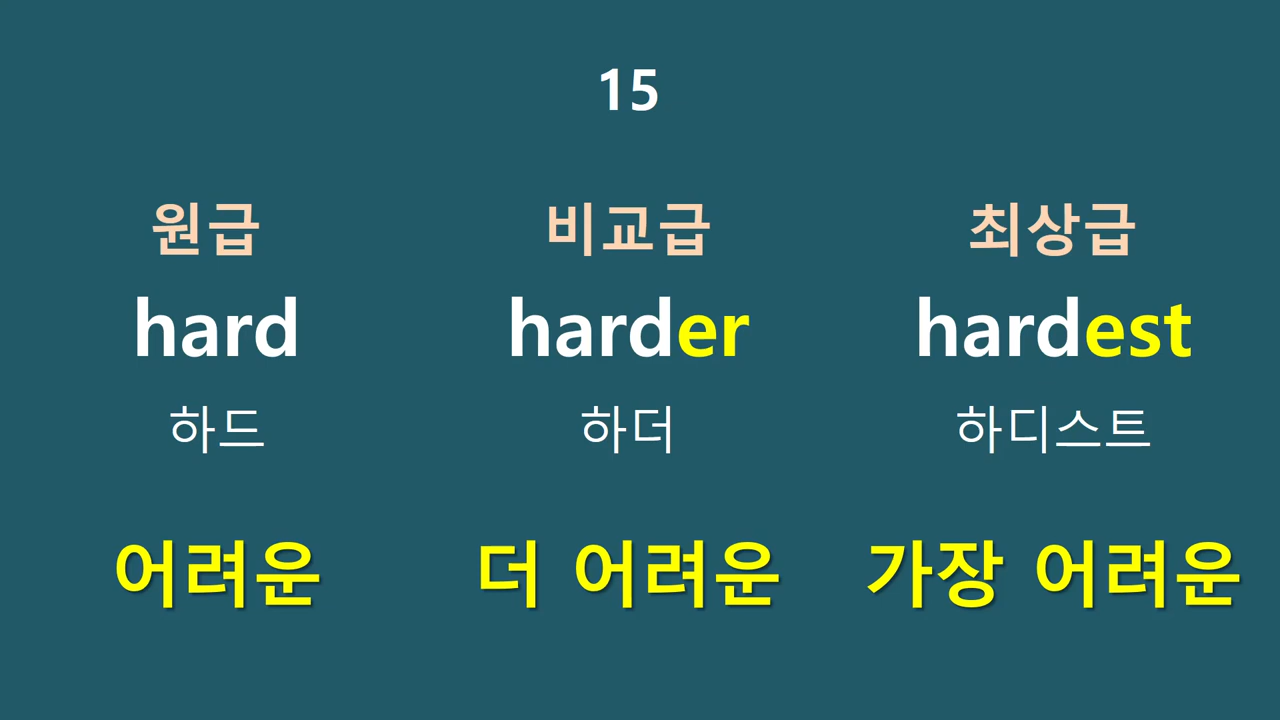 15
원급 비교급 최상급
hard harder hardest
하드 하더 하디스트
어려운 더 어려운 가장 어려운